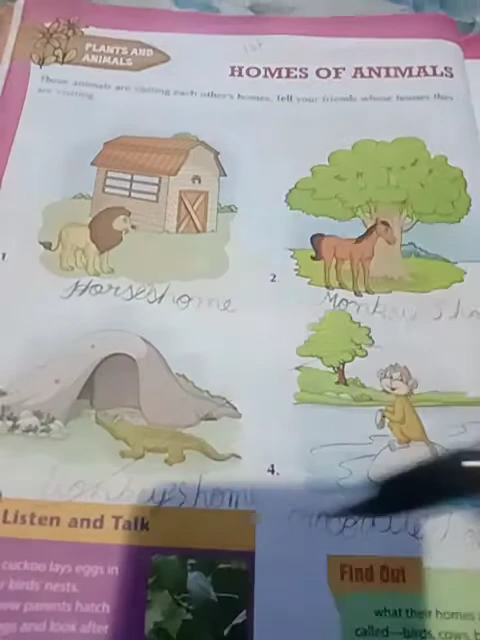 PLANTS AND
ANIMALS
HOMES OF ANIMALS
These animals are visiting each other's homes. Tell your friends whose houses they
are visiting.
1
Horses home
2.
Monkey's
home
4.
Listen and Talk
cuckoo lays eggs in
birds' nests.
parents hatch
and look after
Find Out
what their homes
called—birds, cows, h